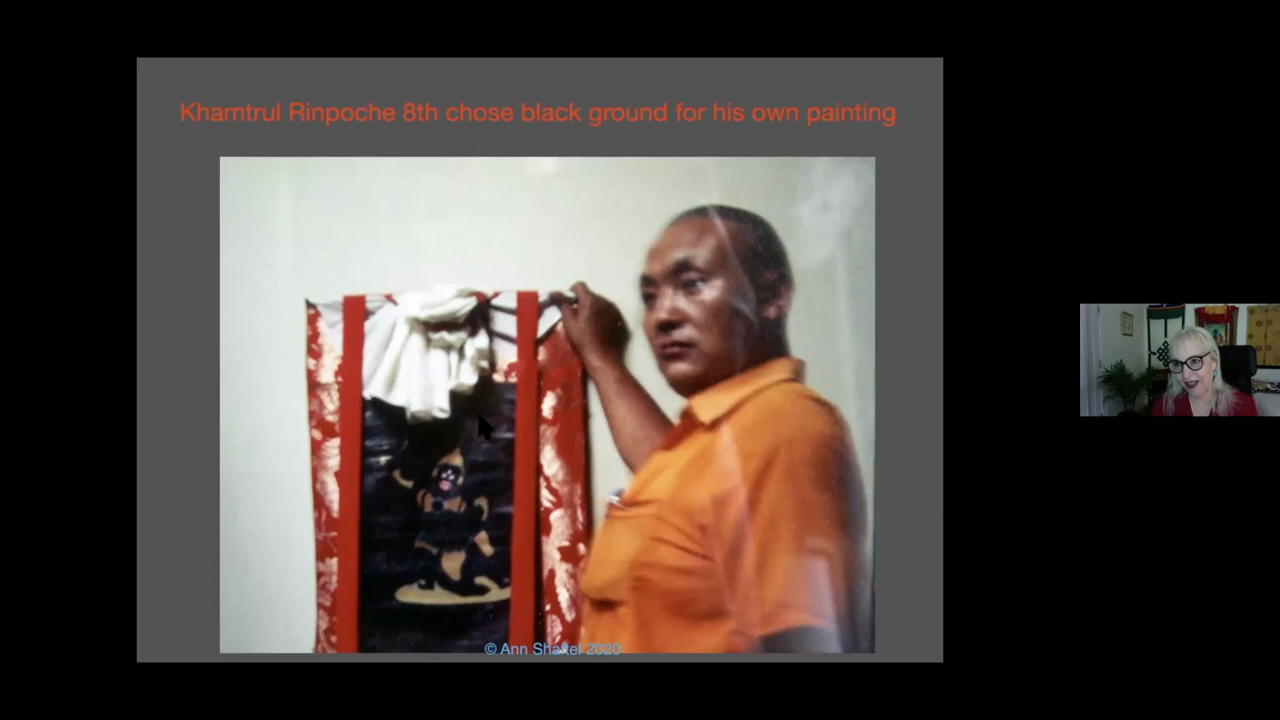 Khamtrul Rinpoche 8th chose black ground for his own painting
© Ann Shaftel 2020